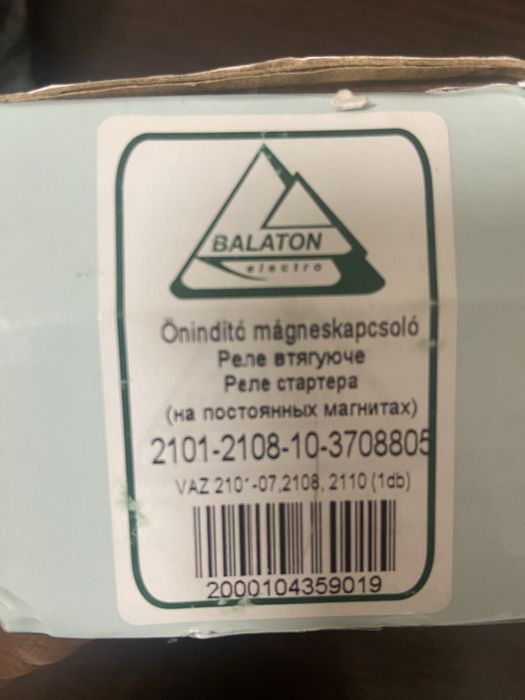 BALATON
electro
Önindító mágneskapcsoló
Реле втягуюче
Реле стартера
(на постоянных магнитах)
2101-2108-10-3708805
VAZ 2101-07,2108, 2110 (1db)
2000104359019